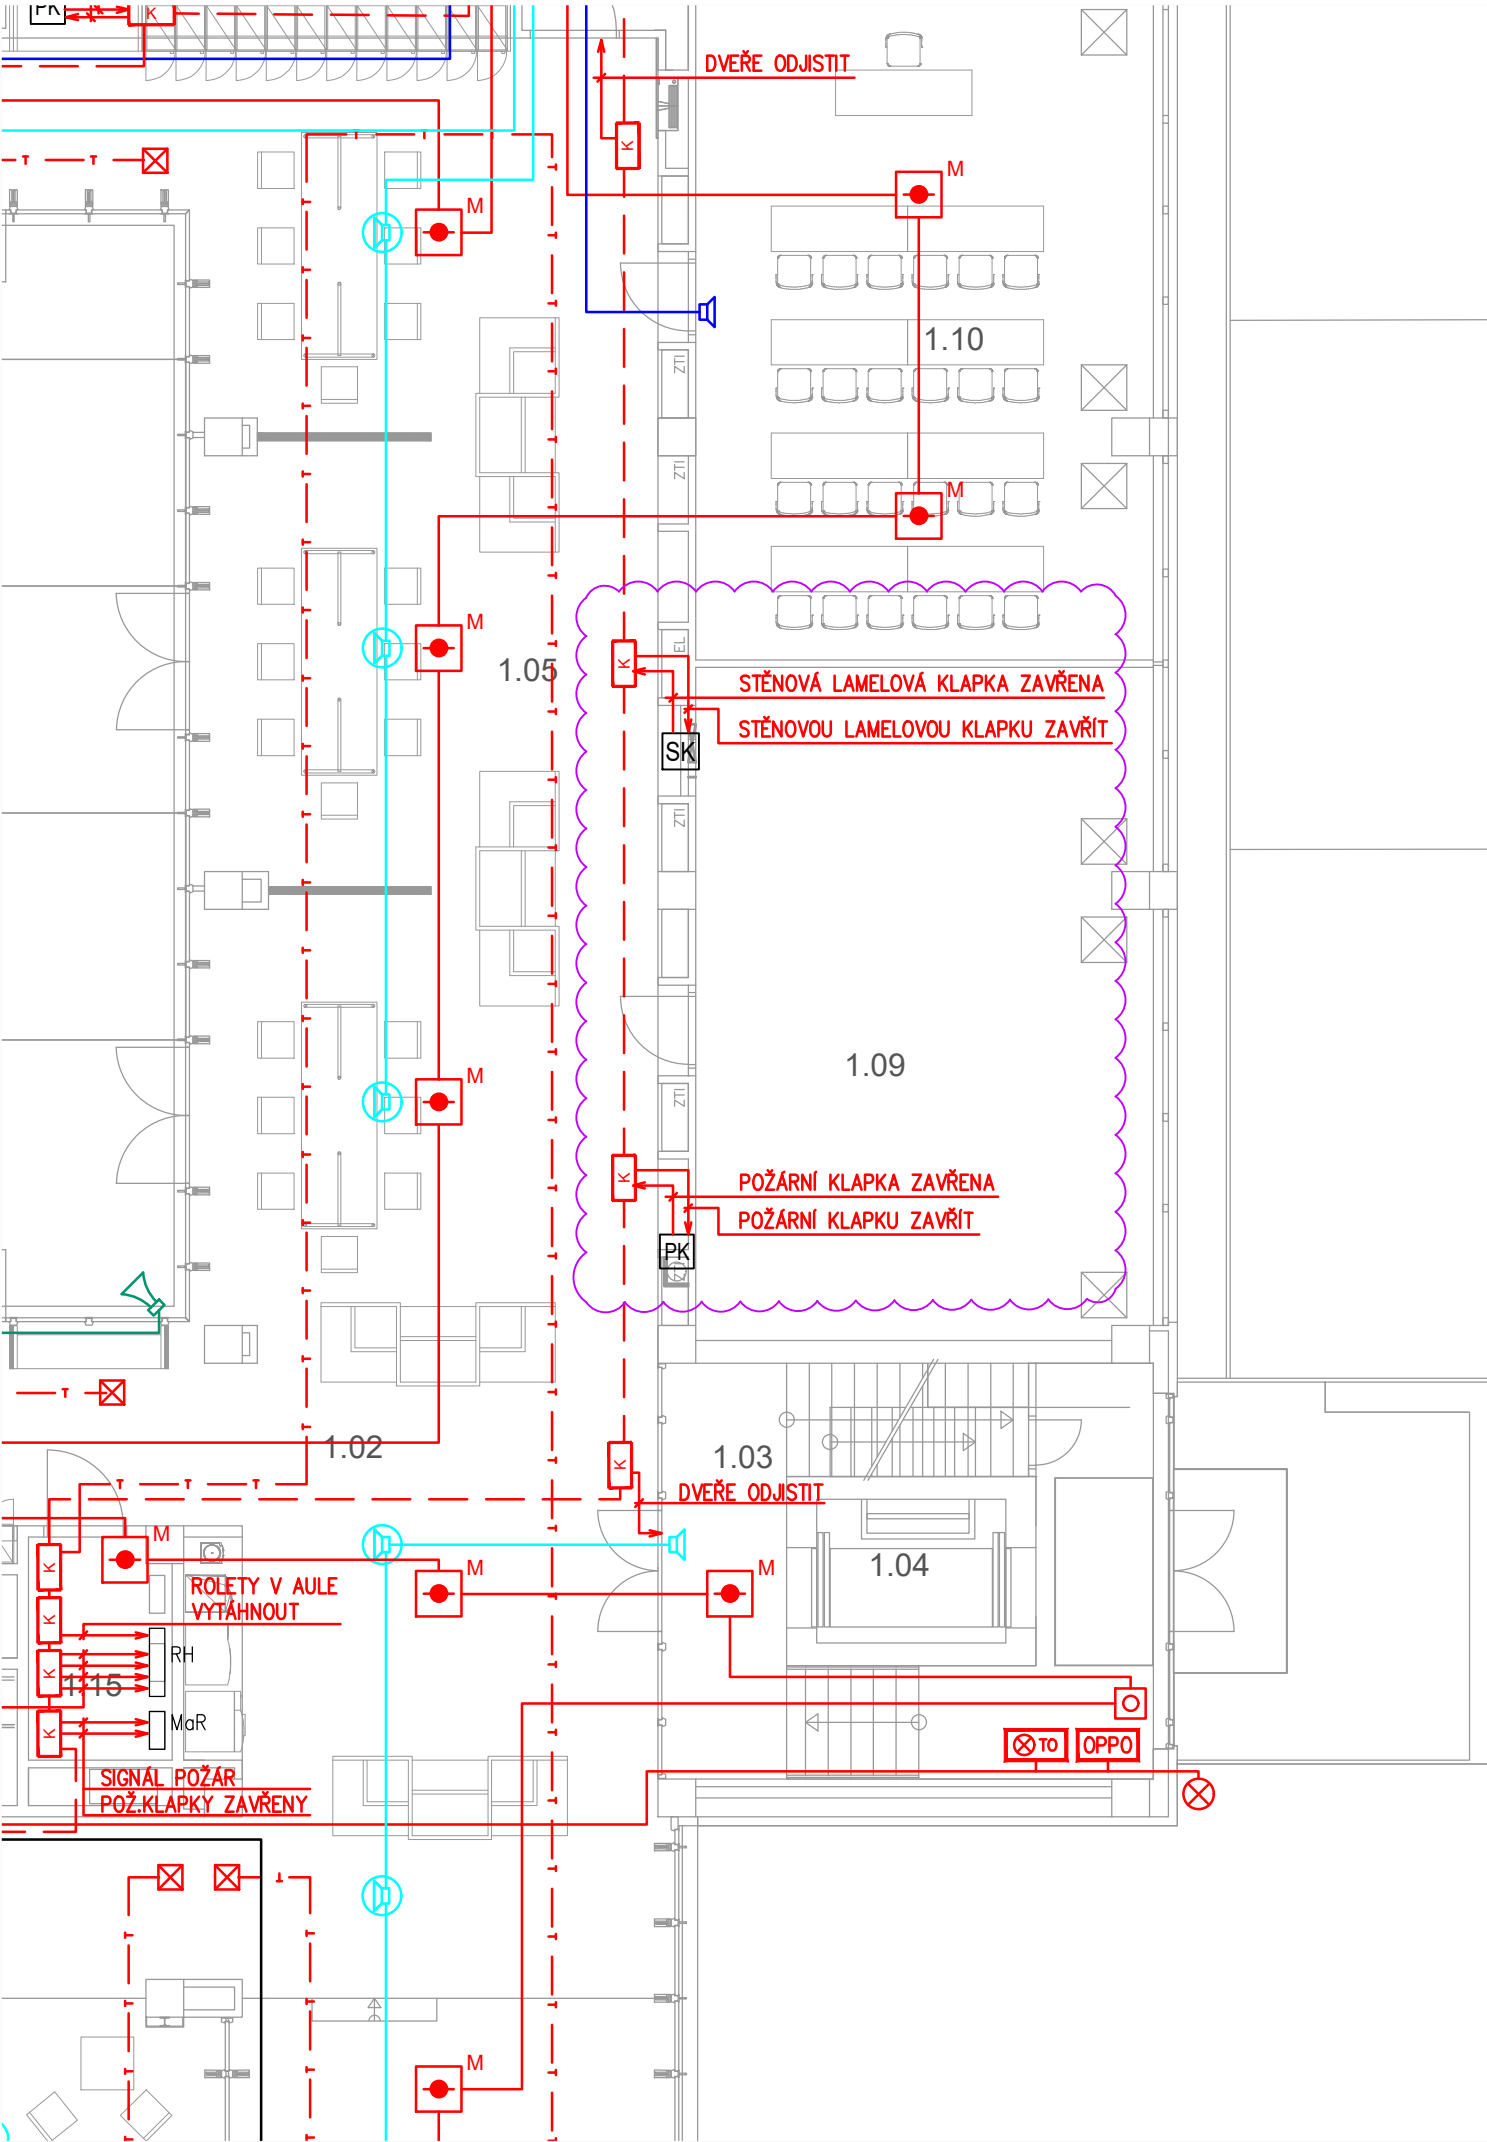 PK
K
DVEŘE ODJISTIT
K
T
T
T
T
M
M
1.10
ZTI
ZTI
M
EL
M
K
1.05
STĚNOVÁ LAMELOVÁ KLAPKA ZAVŘENA
STĚNOVOU LAMELOVOU KLAPKU ZAVŘÍT
SK
ZTI
1.09
M
ZTI
K
POŽÁRNÍ KLAPKA ZAVŘENA
POŽÁRNÍ KLAPKU ZAVŘÍT
PK
ZTI
T
1.02
1.03
K
T
T
T
DVEŘE ODJISTIT
M
K
M
M
1.04
ROLETY V AULE
VYTÁHNOUT
K
RH
K
1.15
MaR
K
TO
OPPO
SIGNÁL POŽÁR
POŽ.KLAPKY ZAVŘENY
T
M